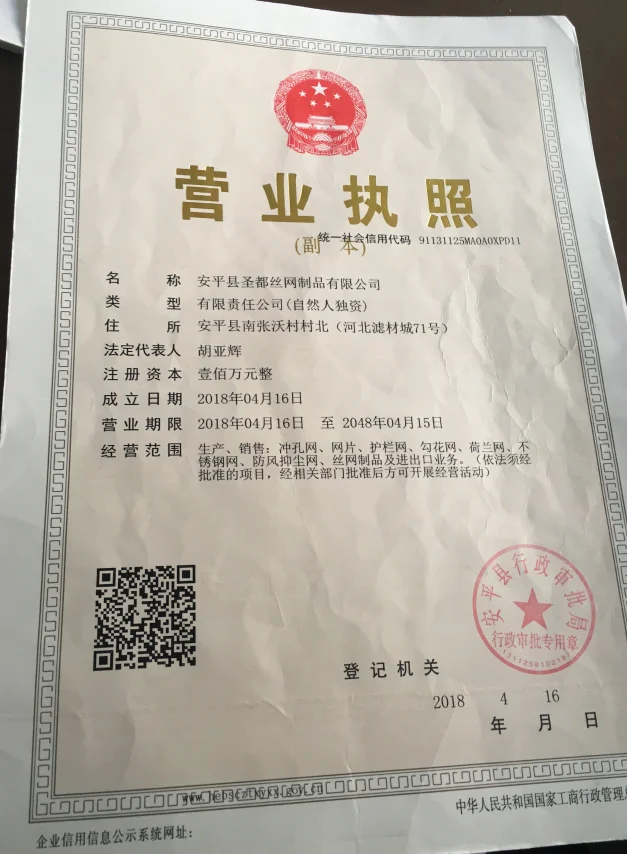 营业执照
(副 本)
统一社会信用代码 91131125MA0A0XPD11
名 称 安平县圣都丝网制品有限公司
类 型 有限责任公司(自然人独资)
住 所 安平县南张沃村村北（河北滤材城71号）
法定代表人 胡亚辉
注册资本 壹佰万元整
成立日期 2018年04月16日
营业期限 2018年04月16日 至 2048年04月15日
经营范围 生产、销售：冲孔网、网片、护栏网、勾花网、荷兰网、不
锈钢网、防风抑尘网、丝网制品及进出口业务。（依法须经
批准的项目，经相关部门批准后方可开展经营活动）
安平县行政审批局
行政审批专用章
登记机关
2018 4 16
年 月 日
企业信用信息公示系统网址：
中华人民共和国国家工商行政管理